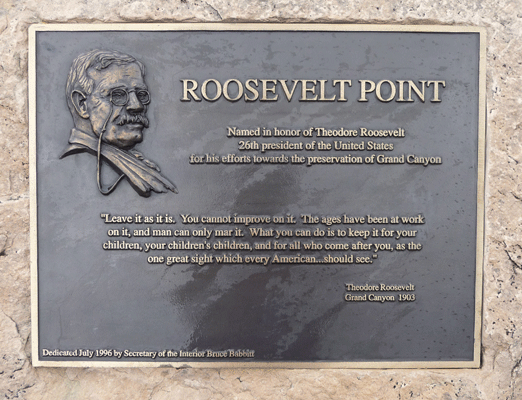 ROOSEVELT POINT
Named in honor of Theodore Roosevelt
26th president of the United States
for his efforts towards the preservation of Grand Canyon
"Leave it as it is. You cannot improve on it. The ages have been at work
on it, and man can only mar it. What you can do is to keep it for your
children, your children's children, and for all who come after you, as the
one great sight which every American...should see."
Theodore Roosevelt
Grand Canyon 1903
Dedicated July 1996 by Secretary of the Interior Bruce Babbitt